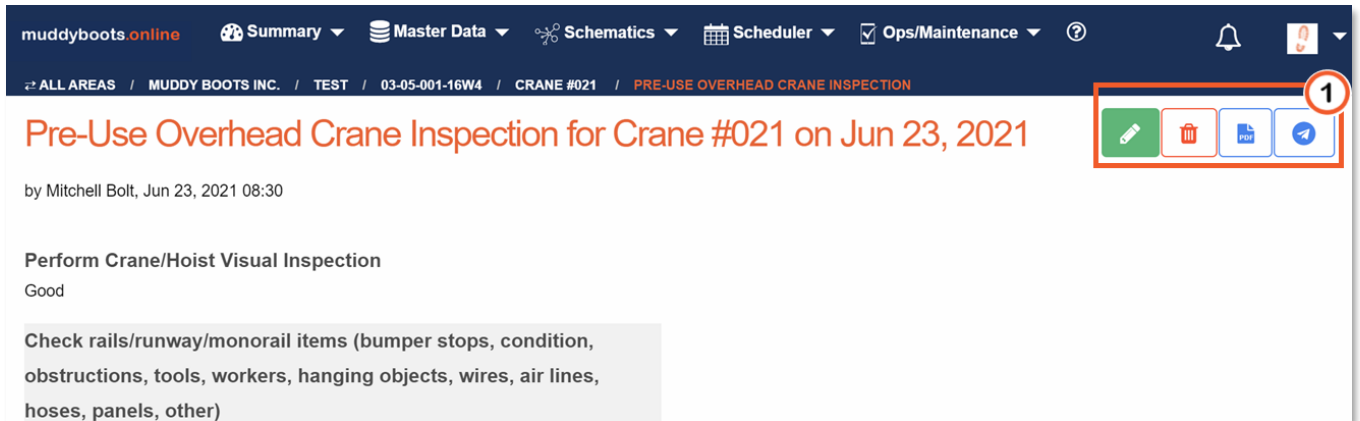 muddyboots.online Summary Master Data Schematics Scheduler Ops/Maintenance ?
ALL AREAS / MUDDY BOOTS INC. / TEST / 03-05-001-16W4 / CRANE #021 / PRE-USE OVERHEAD CRANE INSPECTION
1
Pre-Use Overhead Crane Inspection for Crane #021 on Jun 23, 2021
PDF
by Mitchell Bolt, Jun 23, 2021 08:30
Perform Crane/Hoist Visual Inspection
Good
Check rails/runway/monorail items (bumper stops, condition,
obstructions, tools, workers, hanging objects, wires, air lines,
hoses, panels, other)